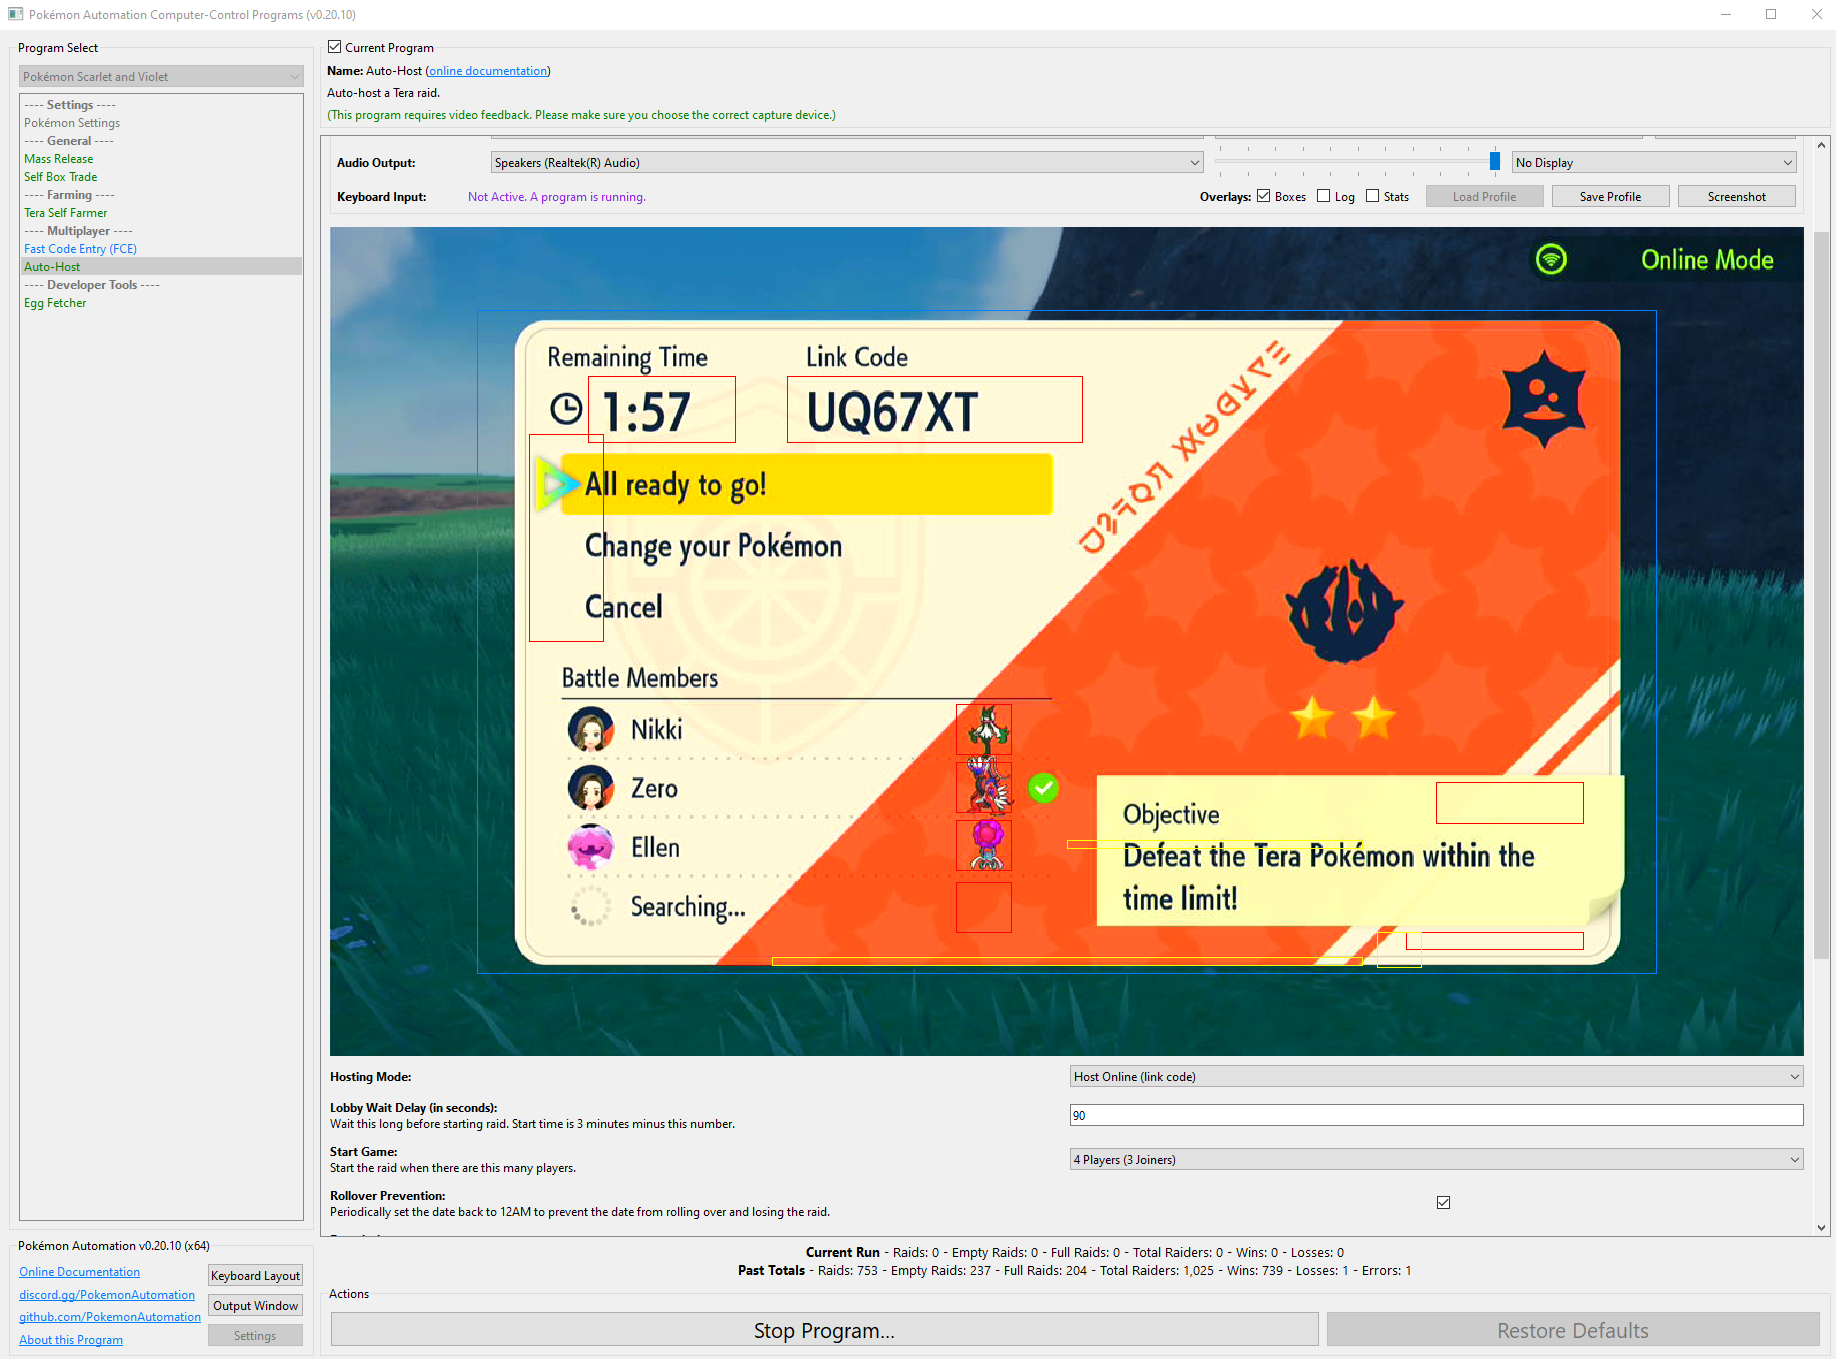 Pokémon Automation Computer-Control Programs (v0.20.10)
Program Select
Pokémon Scarlet and Violet
---- Settings ----
Pokémon Settings
---- General ----
Mass Release
Self Box Trade
---- Farming ----
Tera Self Farmer
---- Multiplayer ----
Fast Code Entry (FCE)
Auto-Host
---- Developer Tools ----
Egg Fetcher
Current Program
Name: Auto-Host (online documentation)
Auto-host a Tera raid.
(This program requires video feedback. Please make sure you choose the correct capture device.)
Audio Output: Speakers (Realtek(R) Audio) No Display
Keyboard Input: Not Active. A program is running. Overlays: Boxes Log Stats Load Profile Save Profile Screenshot
Online Mode
Remaining Time Link Code
1:57 UQ67XT
All ready to go!
Change your Pokémon
Cancel
Battle Members
Nikki
Zero
Ellen
Searching...
Objective
Defeat the Tera Pokémon within the
time limit!
Hosting Mode: Host Online (link code)
Lobby Wait Delay (in seconds):
Wait this long before starting raid. Start time is 3 minutes minus this number.
90
Start Game:
Start the raid when there are this many players.
4 Players (3 Joiners)
Rollover Prevention:
Periodically set the date back to 12AM to prevent the date from rolling over and losing the raid.
Current Run - Raids: 0 - Empty Raids: 0 - Full Raids: 0 - Total Raiders: 0 - Wins: 0 - Losses: 0
Past Totals - Raids: 753 - Empty Raids: 237 - Full Raids: 204 - Total Raiders: 1,025 - Wins: 739 - Losses: 1 - Errors: 1
Actions
Stop Program... Restore Defaults
Pokémon Automation v0.20.10 (x64)
Online Documentation Keyboard Layout
discord.gg/PokemonAutomation
Output Window
github.com/PokemonAutomation
About this Program Settings